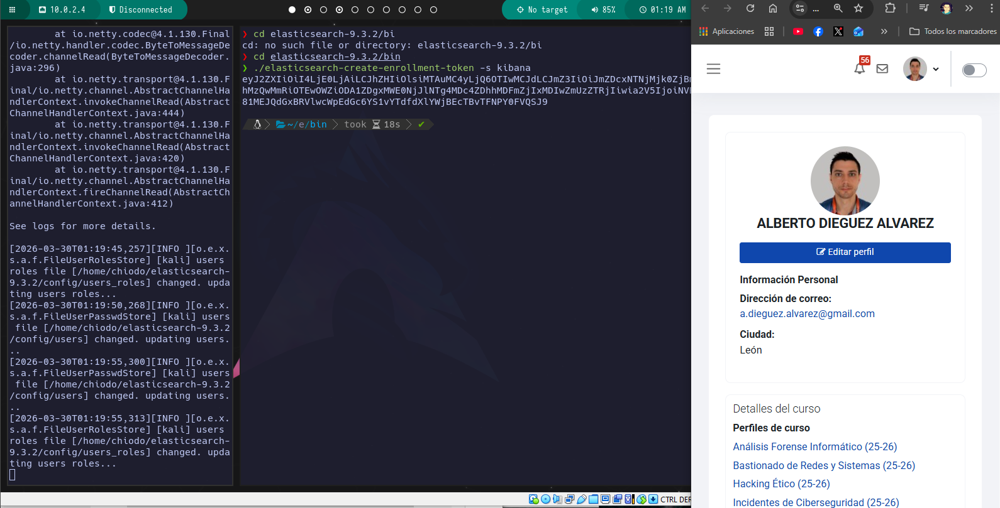 10.0.2.4
Disconnected
No target
85%
01:19 AM
at io.netty.codec@4.1.130.Final
/io.netty.handler.codec.ByteToMessageDe
coder.channelRead(ByteToMessageDecoder.
java:296)
at io.netty.transport@4.1.130.F
inal/io.netty.channel.AbstractChannelHa
ndlerContext.invokeChannelRead(Abstract
ChannelHandlerContext.java:444)
at io.netty.transport@4.1.130.F
inal/io.netty.channel.AbstractChannelHa
ndlerContext.invokeChannelRead(Abstract
ChannelHandlerContext.java:420)
at io.netty.transport@4.1.130.F
inal/io.netty.channel.AbstractChannelHa
ndlerContext.fireChannelRead(AbstractCh
annelHandlerContext.java:412)
See logs for more details.
[2026-03-30T01:19:45,257][INFO ][o.e.x.
s.a.f.FileUserRolesStore] [kali] users
roles file [/home/chiodo/elasticsearch-
9.3.2/config/users_roles] changed. upda
ting users roles...
[2026-03-30T01:19:50,268][INFO ][o.e.x.
s.a.f.FileUserPasswdStore] [kali] users
file [/home/chiodo/elasticsearch-9.3.2
/config/users] changed. updating users.
..
[2026-03-30T01:19:55,300][INFO ][o.e.x.
s.a.f.FileUserPasswdStore] [kali] users
file [/home/chiodo/elasticsearch-9.3.2
/config/users] changed. updating users.
..
[2026-03-30T01:19:55,313][INFO ][o.e.x.
s.a.f.FileUserRolesStore] [kali] users
roles file [/home/chiodo/elasticsearch-
9.3.2/config/users_roles] changed. upda
ting users roles...
❯ cd elasticsearch-9.3.2/bi
cd: no such file or directory: elasticsearch-9.3.2/bi
❯ cd elasticsearch-9.3.2/bin
❯ ./elasticsearch-create-enrollment-token -s kibana
~/e/bin took 18s ✔
CTRL DER
...
Aplicaciones
Todos los marcadores
56
ALBERTO DIEGUEZ ALVAREZ
Editar perfil
Información Personal
Dirección de correo:
a.dieguez.alvarez@gmail.com
Ciudad:
León
Detalles del curso
Perfiles de curso
Análisis Forense Informático (25-26)
Bastionado de Redes y Sistemas (25-26)
Hacking Ético (25-26)
Incidentes de Ciberseguridad (25-26)